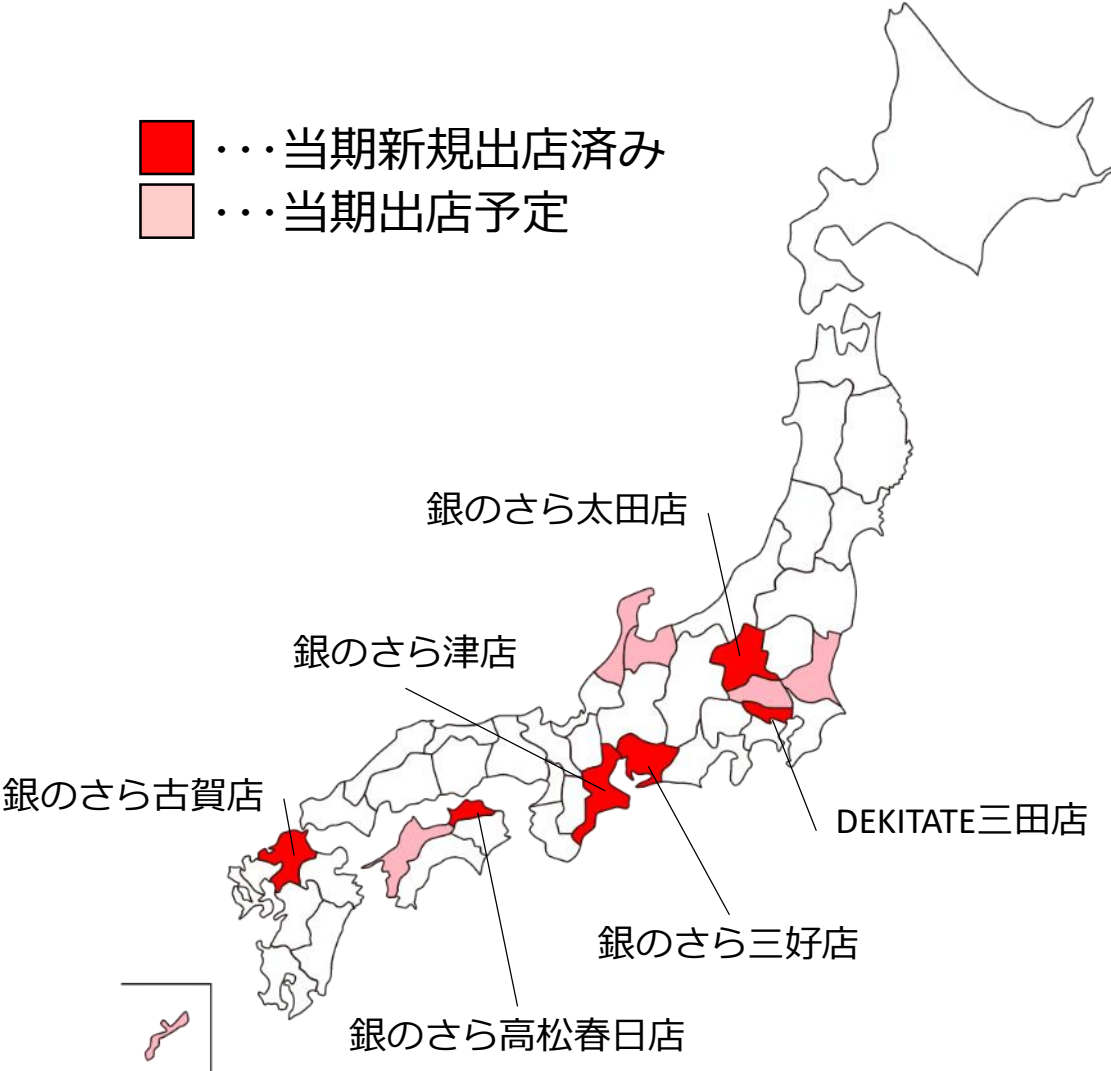 ･･･当期新規出店済み
･･･当期出店予定
銀のさら太田店
銀のさら津店
銀のさら古賀店
DEKITATE三田店
銀のさら三好店
銀のさら高松春日店